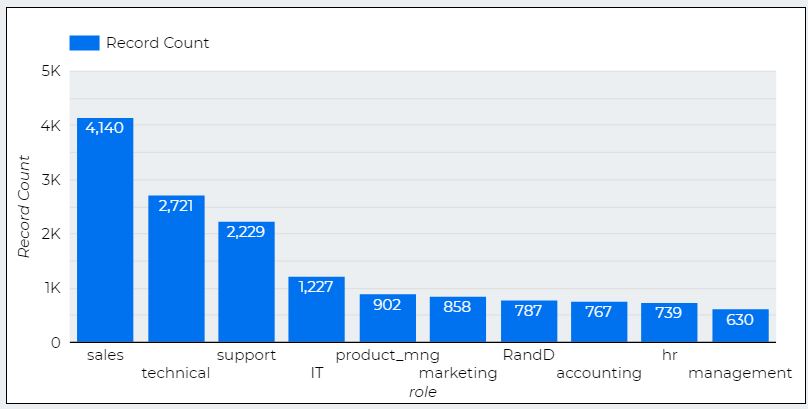 Record Count
5K
4K
3K
2K
1K
0
Record Count
4,140
2,721
2,229
1,227
902
858
787
767
739
630
sales
technical
support
IT
product_mng
marketing
RandD
accounting
hr
management
role